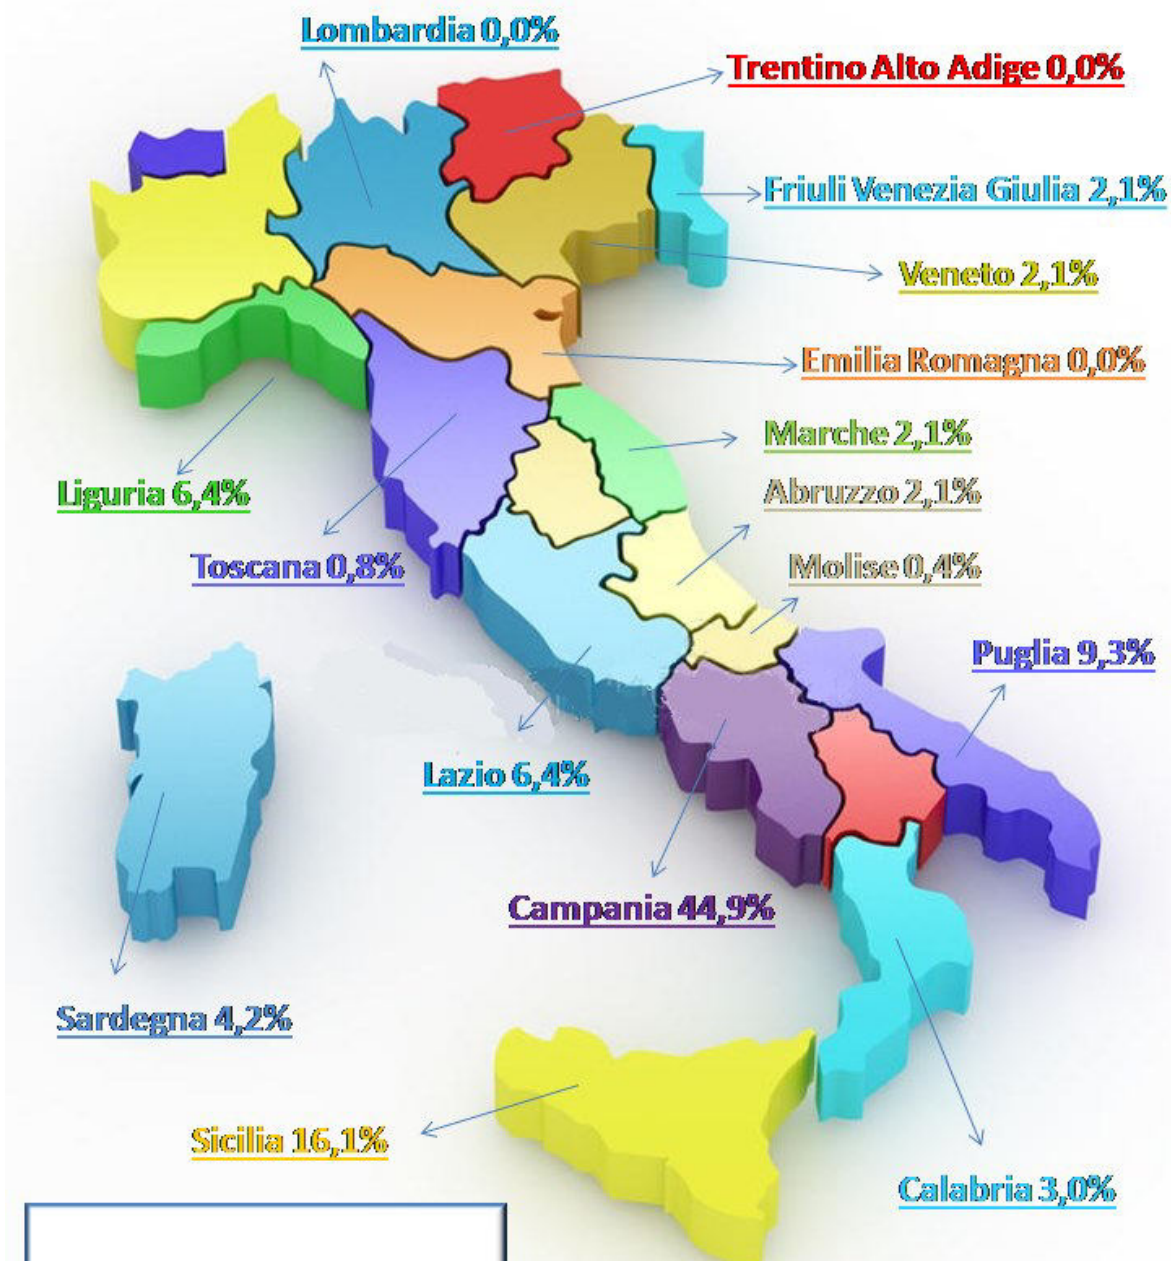 Lombardia 0,0%
Trentino Alto Adige 0,0%
Friuli Venezia Giulia 2,1%
Veneto 2,1%
Emilia Romagna 0,0%
Marche 2,1%
Liguria 6,4%
Abruzzo 2,1%
Toscana 0,8%
Molise 0,4%
Puglia 9,3%
Lazio 6,4%
Campania 44,9%
Sardegna 4,2%
Sicilia 16,1%
Calabria 3,0%